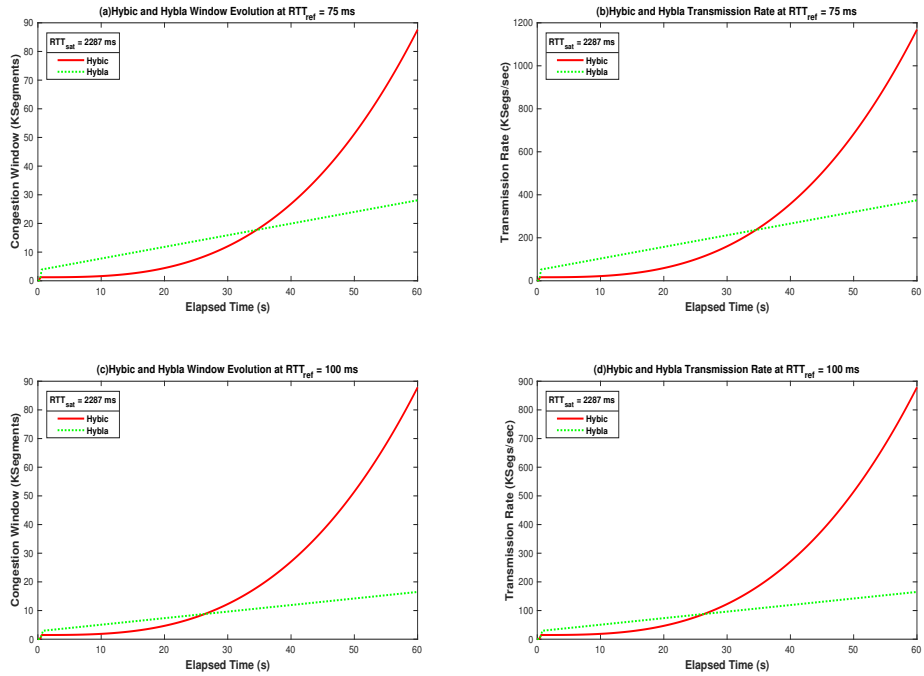 (a)Hybic and Hybla Window Evolution at RTT_ref = 75 ms
RTT_sat = 2287 ms
Hybic
Hybla
Congestion Window (KSegments)
90
80
70
60
50
40
30
20
10
0
0 10 20 30 40 50 60
Elapsed Time (s)
(b)Hybic and Hybla Transmission Rate at RTT_ref = 75 ms
RTT_sat = 2287 ms
Hybic
Hybla
Transmission Rate (KSegs/sec)
1200
1000
800
600
400
200
0
0 10 20 30 40 50 60
Elapsed Time (s)
(c)Hybic and Hybla Window Evolution at RTT_ref = 100 ms
RTT_sat = 2287 ms
Hybic
Hybla
Congestion Window (KSegments)
90
80
70
60
50
40
30
20
10
0
0 10 20 30 40 50 60
Elapsed Time (s)
(d)Hybic and Hybla Transmission Rate at RTT_ref = 100 ms
RTT_sat = 2287 ms
Hybic
Hybla
Transmission Rate (KSegs/sec)
900
800
700
600
500
400
300
200
100
0
0 10 20 30 40 50 60
Elapsed Time (s)